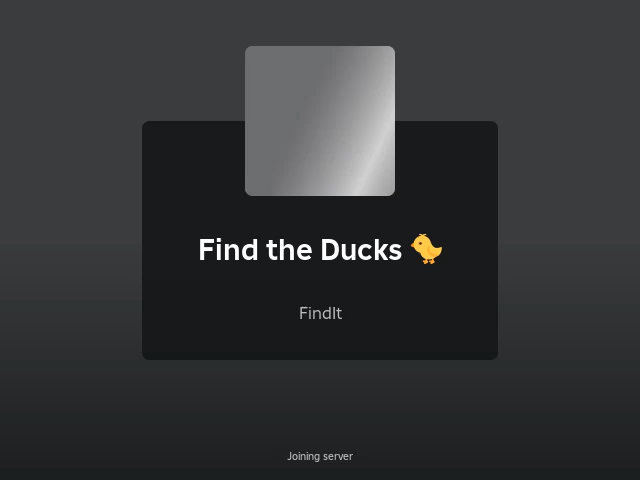 Find the Ducks 🐤
FindIt
Joining server